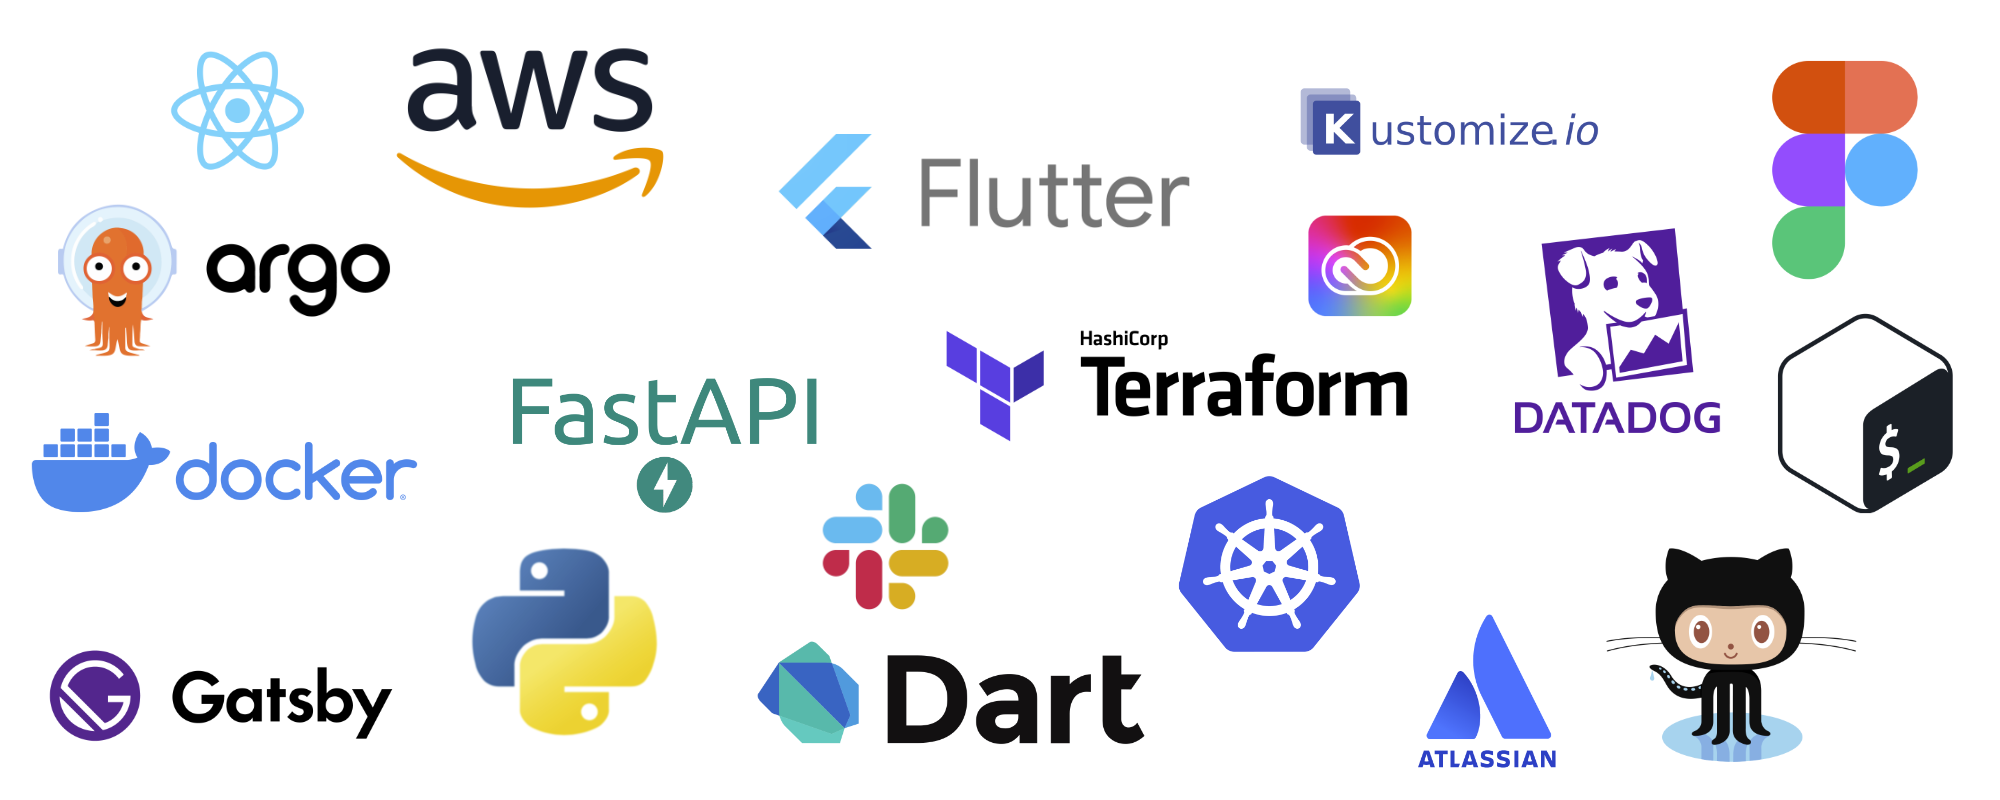 aws
Flutter
Kustomize.io
argo
HashiCorp
Terraform
DATADOG
FastAPI
docker®
$_
Gatsby
Dart
ATLASSIAN